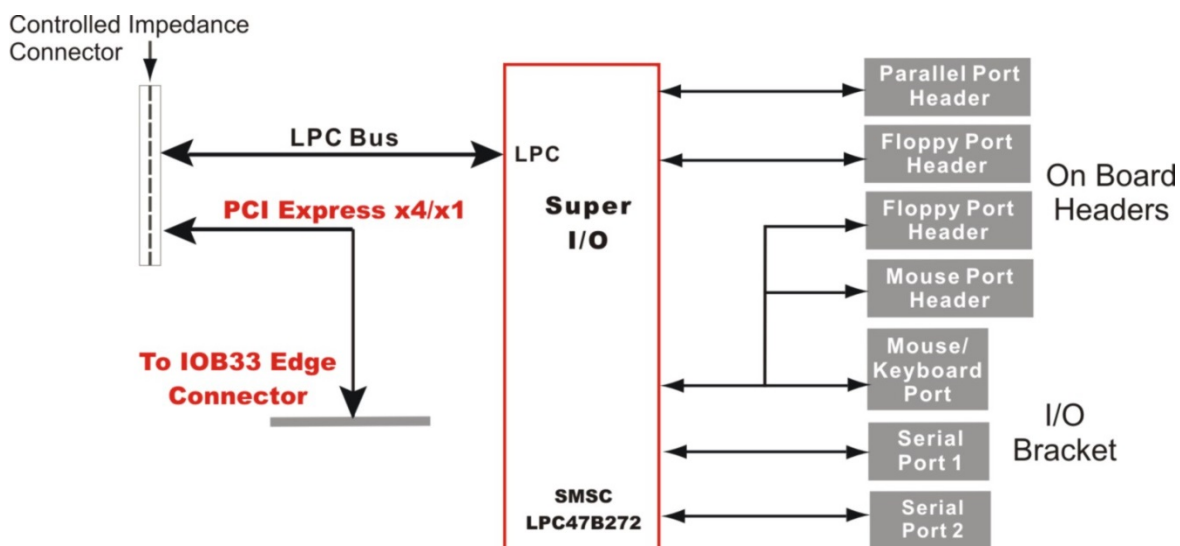 Controlled Impedance
Connector
LPC Bus
PCI Express x4/x1
To IOB33 Edge
Connector
LPC
Super
I/O
SMSC
LPC47B272
Parallel Port
Header
Floppy Port
Header
Floppy Port
Header
Mouse Port
Header
Mouse/
Keyboard
Port
Serial
Port 1
Serial
Port 2
On Board
Headers
I/O
Bracket